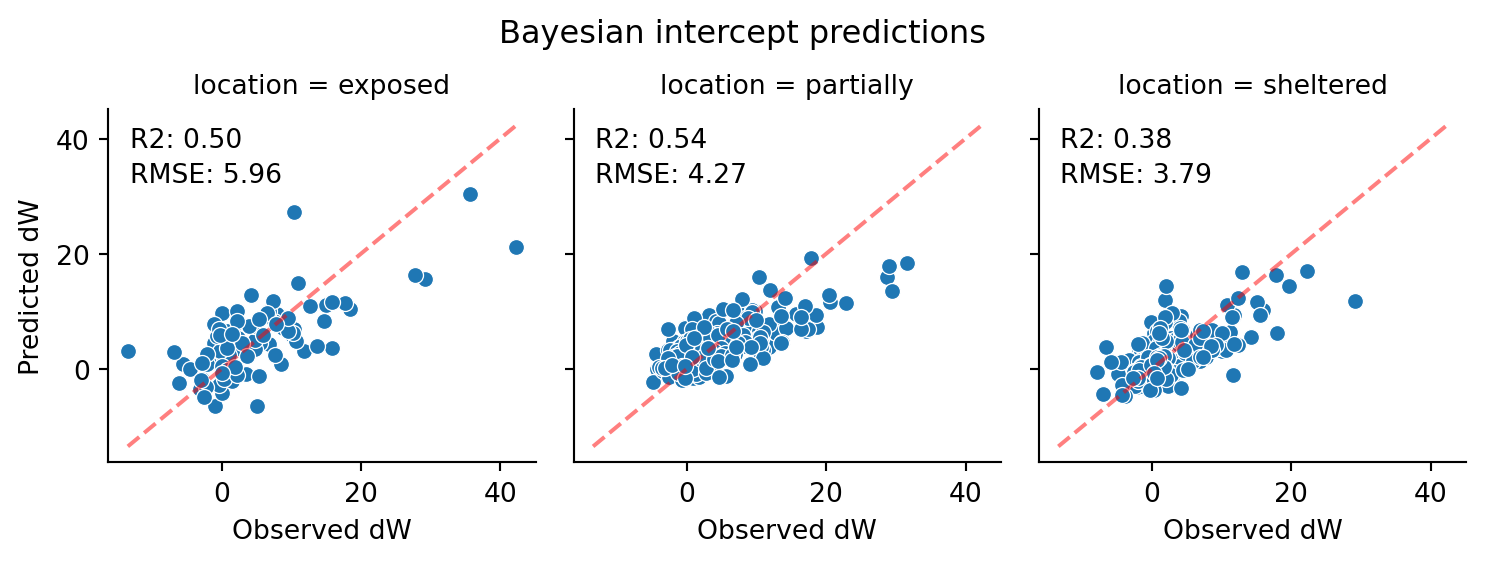 Bayesian intercept predictions
location = exposed
location = partially
location = sheltered
R2: 0.50
RMSE: 5.96
R2: 0.54
RMSE: 4.27
R2: 0.38
RMSE: 3.79
Predicted dW
40
20
0
0 20 40
0 20 40
0 20 40
Observed dW
Observed dW
Observed dW